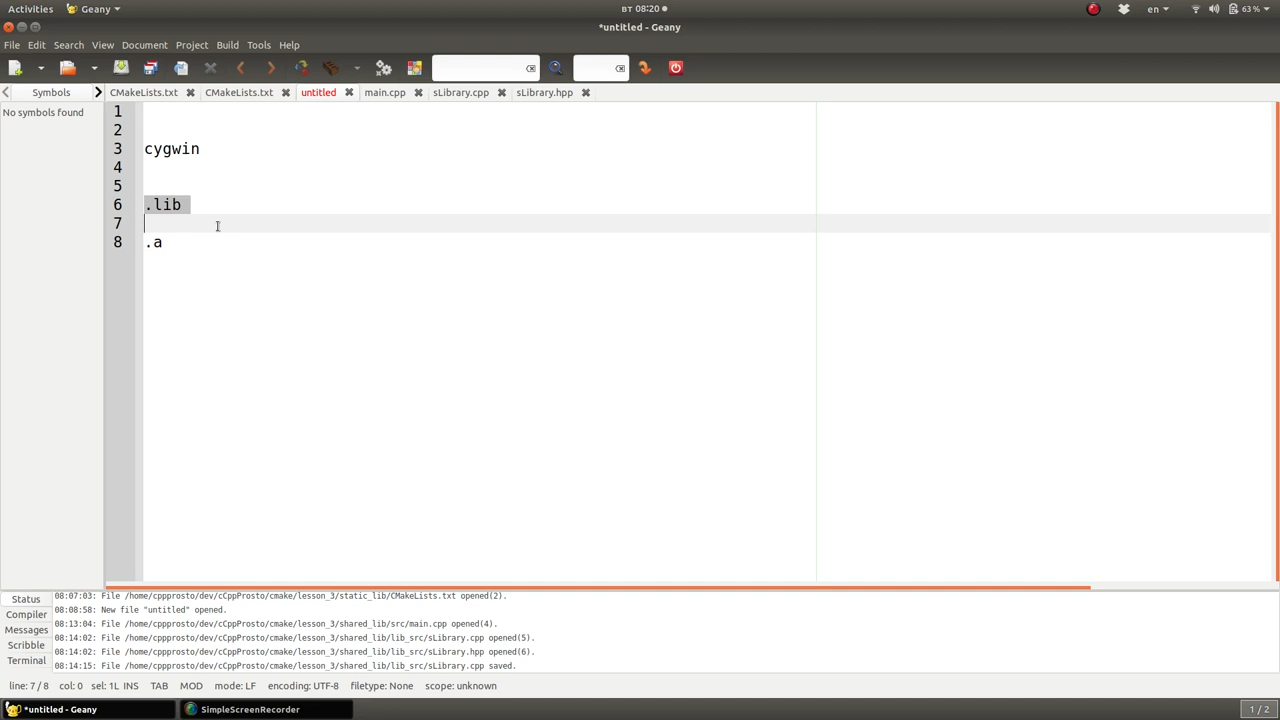 Activities
Geany
вт 08:20
en
63 %
*untitled - Geany
File Edit Search View Document Project Build Tools Help
Symbols
CMakeLists.txt
CMakeLists.txt
untitled
main.cpp
sLibrary.cpp
sLibrary.hpp
No symbols found
1
2
3 cygwin
4
5
6 .lib
7
8 .a
Status
Compiler
Messages
Scribble
Terminal
08:07:03: File /home/cppprosto/dev/cCppProsto/cmake/lesson_3/static_lib/CMakeLists.txt opened(2).
08:08:58: New file "untitled" opened.
08:13:04: File /home/cppprosto/dev/cCppProsto/cmake/lesson_3/shared_lib/src/main.cpp opened(4).
08:14:02: File /home/cppprosto/dev/cCppProsto/cmake/lesson_3/shared_lib/lib_src/sLibrary.cpp opened(5).
08:14:02: File /home/cppprosto/dev/cCppProsto/cmake/lesson_3/shared_lib/lib_src/sLibrary.hpp opened(6).
08:14:15: File /home/cppprosto/dev/cCppProsto/cmake/lesson_3/shared_lib/lib_src/sLibrary.cpp saved.
line: 7 / 8 col: 0 sel: 1L INS TAB MOD mode: LF encoding: UTF-8 filetype: None scope: unknown
*untitled - Geany
SimpleScreenRecorder
1 / 2